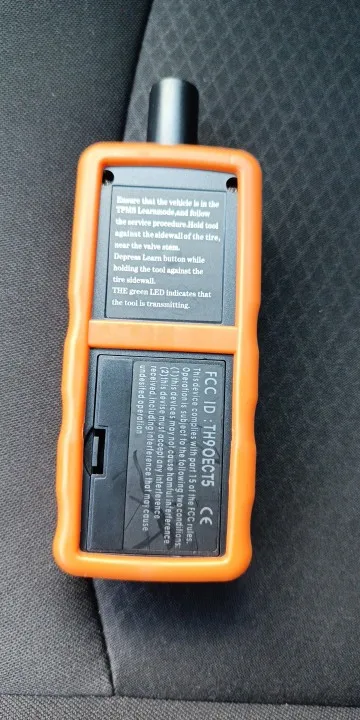 Ensure that the vehicle is in the
TPMS Learnmode,and follow
the service procedure.Hold tool
against the sidewall of the tire,
near the valve stem.
Depress Learn button while
holding the tool against the
tire sidewall.
THE green LED indicates that
the tool is transmitting.
FCC ID :TH9OECT5 CE
This device complies with part 15 of the FCC rules.
Operation is subject to the following two conditions:
(1)this devices may not cause harmful interference.
(2)this devise must accept any interference
received,including interference that may cause
undesired operation.